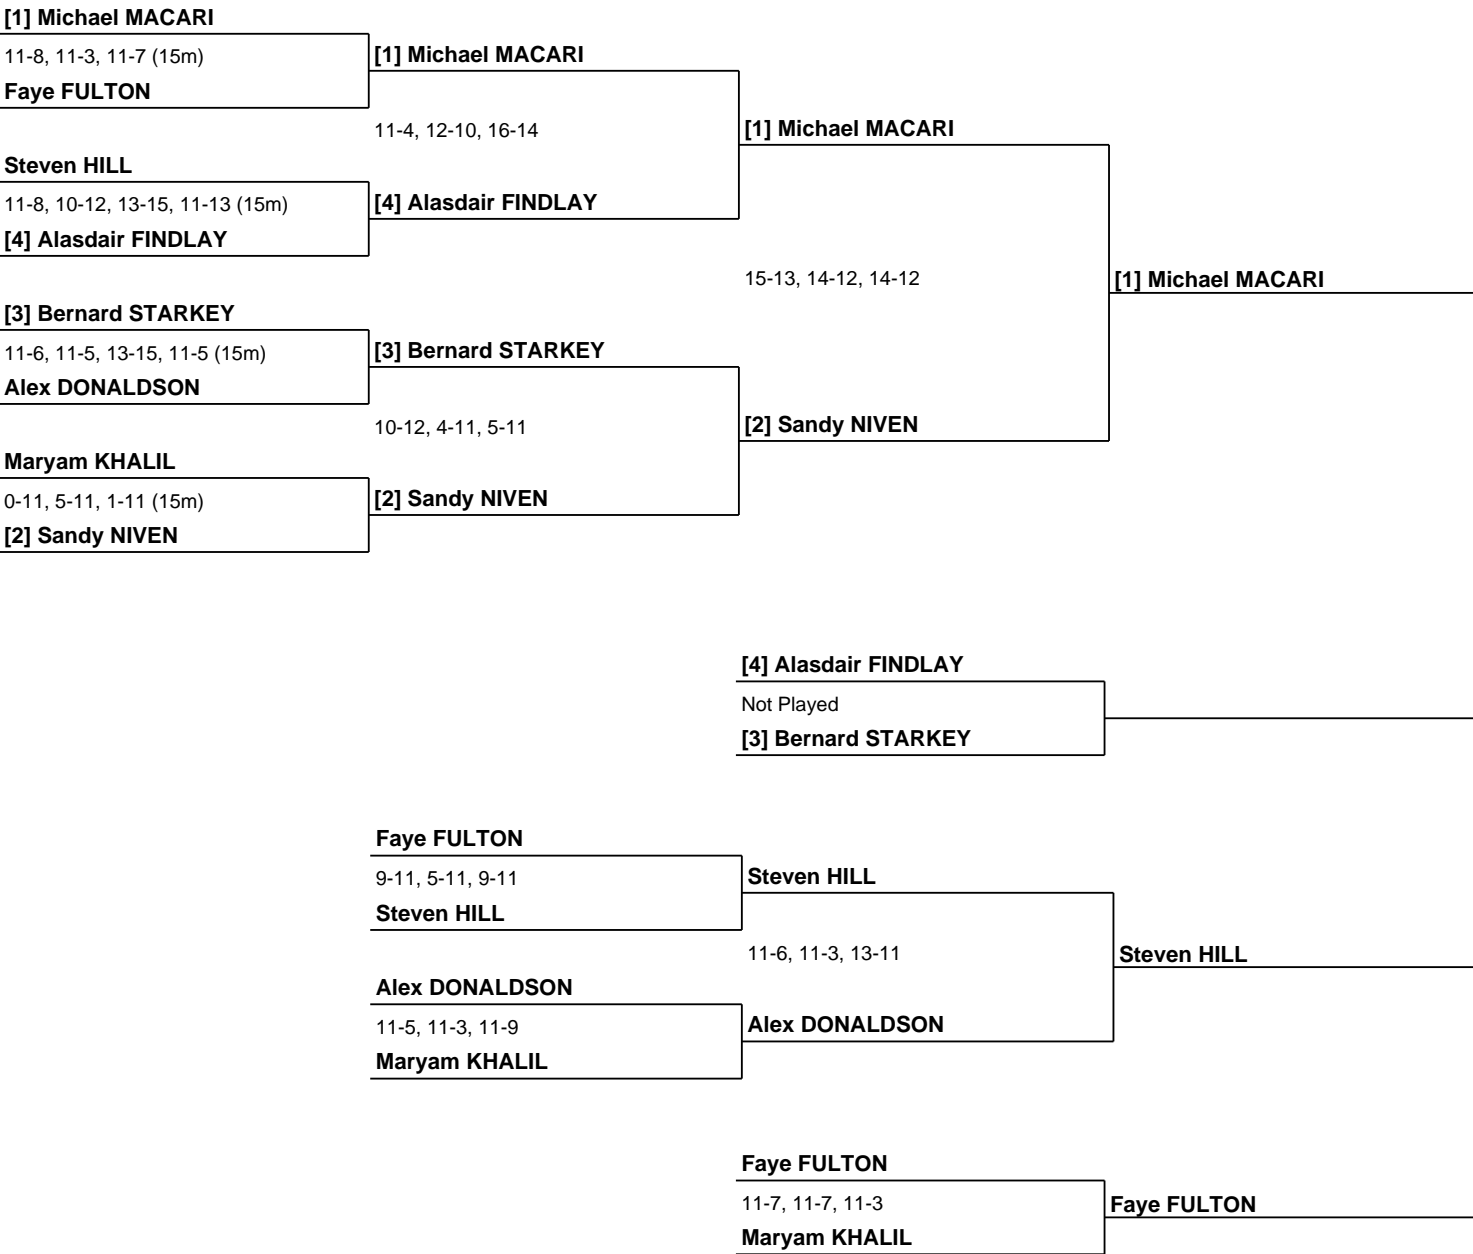 [1] Michael MACARI
11-8, 11-3, 11-7 (15m)
[1] Michael MACARI
Faye FULTON
11-4, 12-10, 16-14
[1] Michael MACARI
Steven HILL
11-8, 10-12, 13-15, 11-13 (15m)
[4] Alasdair FINDLAY
[4] Alasdair FINDLAY
15-13, 14-12, 14-12
[1] Michael MACARI
[3] Bernard STARKEY
11-6, 11-5, 13-15, 11-5 (15m)
[3] Bernard STARKEY
Alex DONALDSON
10-12, 4-11, 5-11
[2] Sandy NIVEN
Maryam KHALIL
0-11, 5-11, 1-11 (15m)
[2] Sandy NIVEN
[2] Sandy NIVEN
[4] Alasdair FINDLAY
Not Played
[3] Bernard STARKEY
Faye FULTON
9-11, 5-11, 9-11
Steven HILL
Steven HILL
11-6, 11-3, 13-11
Steven HILL
Alex DONALDSON
11-5, 11-3, 11-9
Alex DONALDSON
Maryam KHALIL
Faye FULTON
11-7, 11-7, 11-3
Faye FULTON
Maryam KHALIL